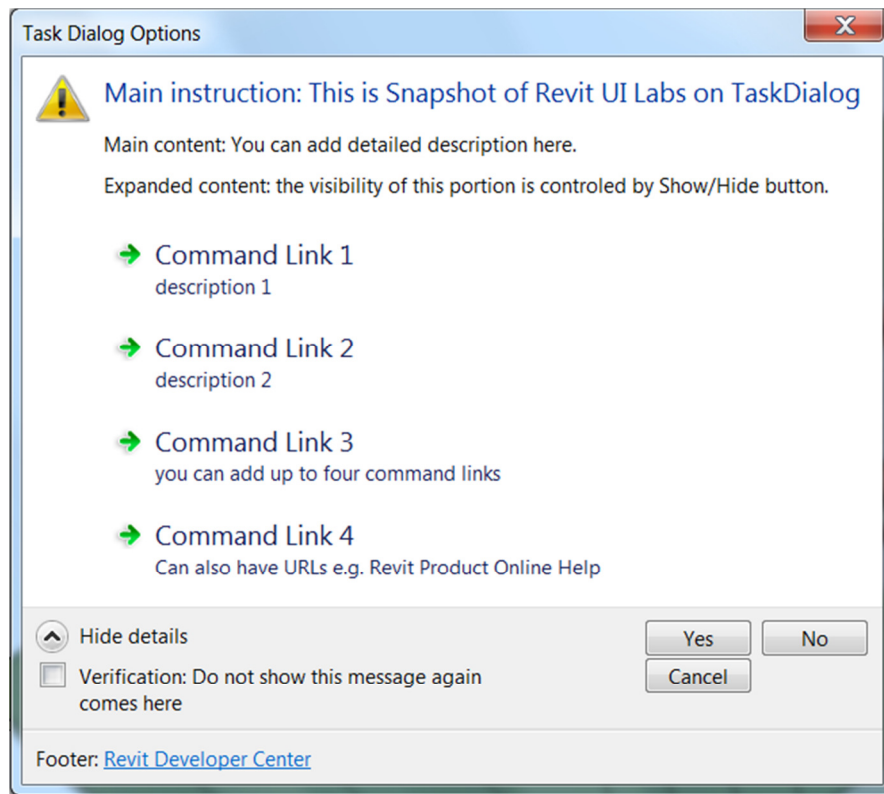 Task Dialog Options
Main instruction: This is Snapshot of Revit UI Labs on TaskDialog
Main content: You can add detailed description here.
Expanded content: the visibility of this portion is controled by Show/Hide button.
Command Link 1
description 1
Command Link 2
description 2
Command Link 3
you can add up to four command links
Command Link 4
Can also have URLs e.g. Revit Product Online Help
Hide details
Yes No
Verification: Do not show this message again
comes here
Cancel
Footer: Revit Developer Center